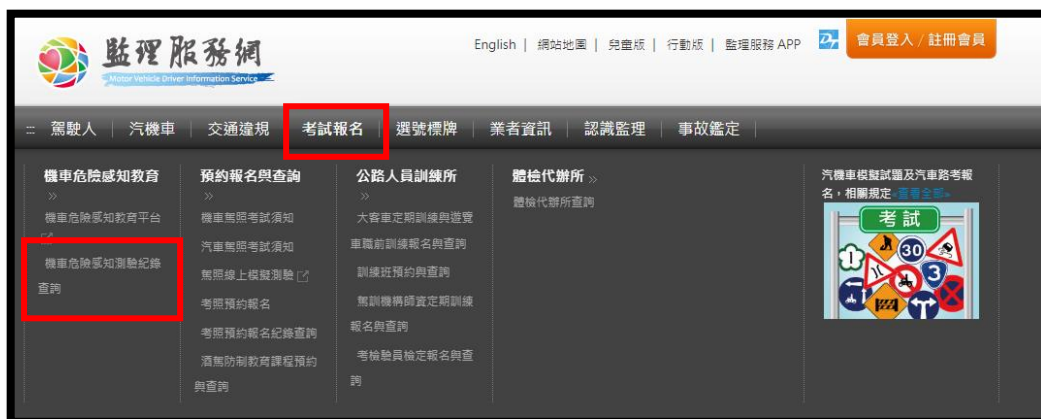 監理服務網
Motor Vehicle Driver Information Service
English | 網站地圖 | 兒童版 | 行動版 | 監理服務 APP
會員登入 / 註冊會員
::: 駕駛人 | 汽機車 | 交通違規 | 考試報名 | 選號標牌 | 業者資訊 | 認識監理 | 事故鑑定 |
機車危險感知教育
»
機車危險感知教育平台
機車危險感知測驗紀錄
查詢
預約報名與查詢
»
機車駕照考試須知
汽車駕照考試須知
駕照線上模擬測驗
考照預約報名
考照預約報名紀錄查詢
酒駕防制教育課程預約
與查詢
公路人員訓練所
»
大客車定期訓練與遊覽
車職前訓練報名與查詢
訓練班預約與查詢
駕訓機構師資定期訓練
報名與查詢
考檢驗員檢定報名與查
詢
體檢代辦所 »
體檢代辦所查詢
汽機車模擬試題及汽車路考報
名，相關規定«查看全部»
考試
30
1
3